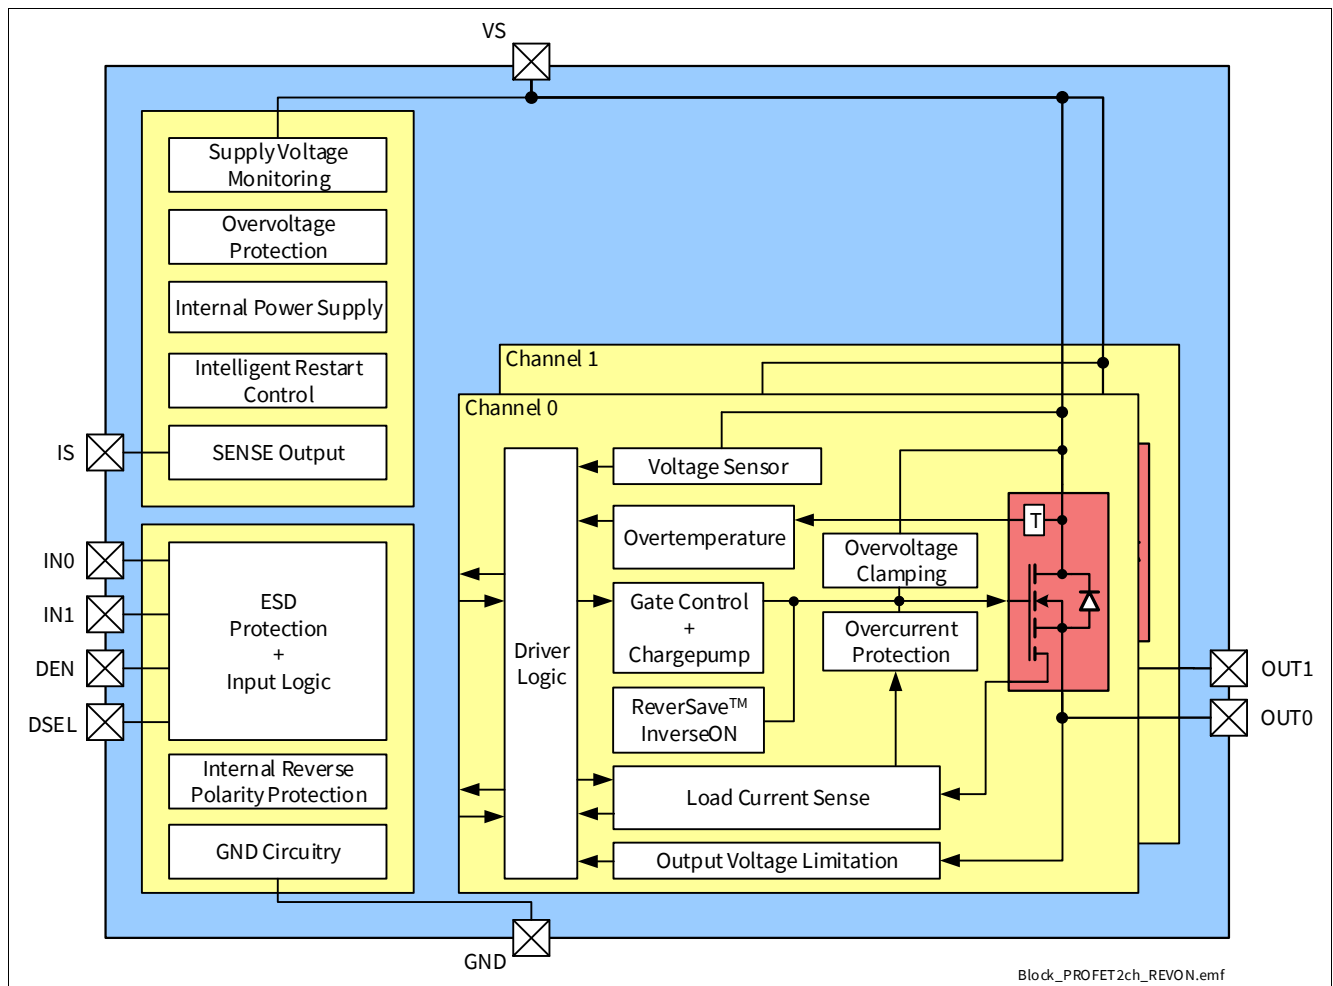 VS
Supply Voltage
Monitoring
Overvoltage
Protection
Internal Power Supply
Intelligent Restart
Control
SENSE Output
IS
IN0
IN1
DEN
DSEL
ESD
Protection
+
Input Logic
Internal Reverse
Polarity Protection
GND Circuitry
GND
Channel 1
Channel 0
Driver
Logic
Voltage Sensor
Overtemperature
T
Overvoltage
Clamping
Gate Control
+
Chargepump
Overcurrent
Protection
ReverSave™
InverseON
Load Current Sense
Output Voltage Limitation
OUT1
OUT0
Block_PROFET2ch_REVON.emf